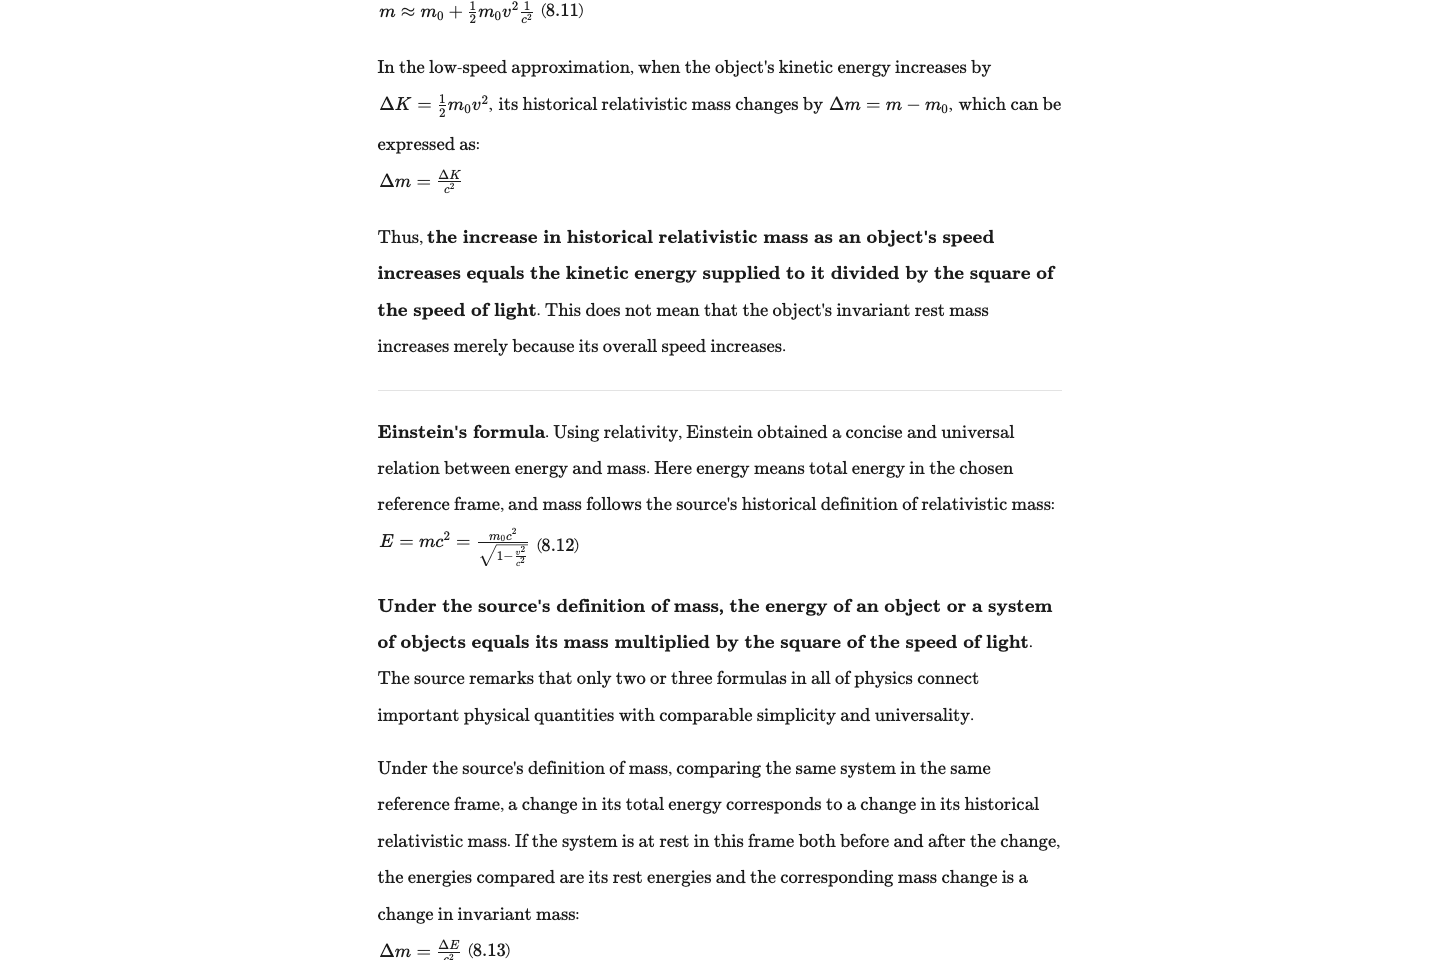 m ≈ m₀ + ½m₀v² 1/c² (8.11)
In the low-speed approximation, when the object's kinetic energy increases by
ΔK = ½m₀v², its historical relativistic mass changes by Δm = m − m₀, which can be
expressed as:
Δm = ΔK/c²
Thus, the increase in historical relativistic mass as an object's speed
increases equals the kinetic energy supplied to it divided by the square of
the speed of light. This does not mean that the object's invariant rest mass
increases merely because its overall speed increases.
Einstein's formula. Using relativity, Einstein obtained a concise and universal
relation between energy and mass. Here energy means total energy in the chosen
reference frame, and mass follows the source's historical definition of relativistic mass:
E = mc² = m₀c²/√(1−v²/c²) (8.12)
Under the source's definition of mass, the energy of an object or a system
of objects equals its mass multiplied by the square of the speed of light.
The source remarks that only two or three formulas in all of physics connect
important physical quantities with comparable simplicity and universality.
Under the source's definition of mass, comparing the same system in the same
reference frame, a change in its total energy corresponds to a change in its historical
relativistic mass. If the system is at rest in this frame both before and after the change,
the energies compared are its rest energies and the corresponding mass change is a
change in invariant mass:
Δm = ΔE/c² (8.13)